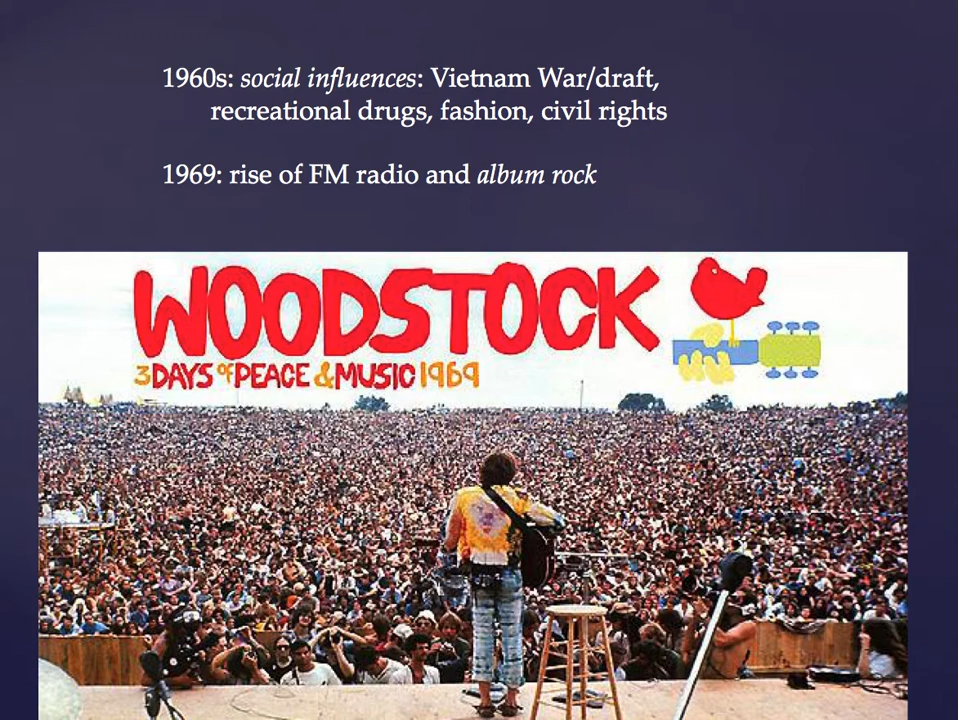 1960s: social influences: Vietnam War/draft,
recreational drugs, fashion, civil rights
1969: rise of FM radio and album rock
WOODSTOCK
3 DAYS of PEACE & MUSIC 1969